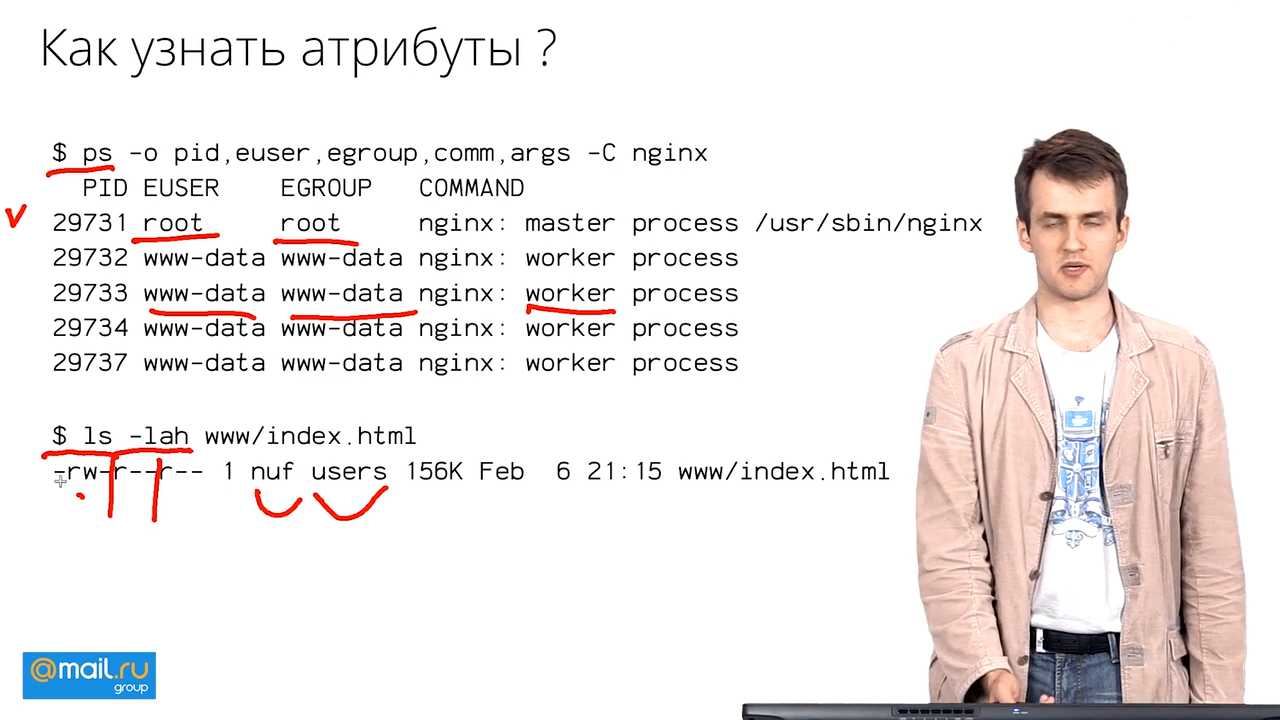 Как узнать атрибуты ?
$ ps -o pid,euser,egroup,comm,args -C nginx
PID EUSER EGROUP COMMAND
29731 root root nginx: master process /usr/sbin/nginx
29732 www-data www-data nginx: worker process
29733 www-data www-data nginx: worker process
29734 www-data www-data nginx: worker process
29737 www-data www-data nginx: worker process
$ ls -lah www/index.html
-rw-r--r-- 1 nuf users 156K Feb 6 21:15 www/index.html
@mail.ru
group